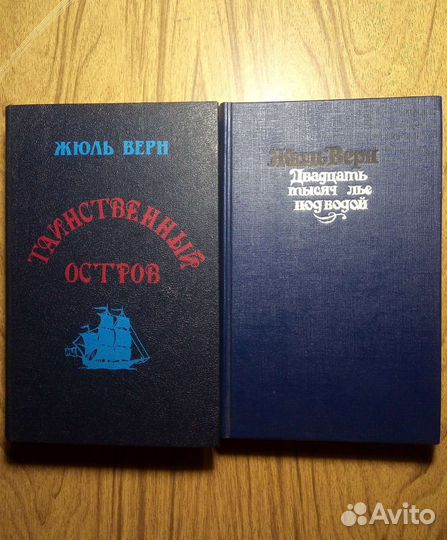 ЖЮЛЬ ВЕРН
ТАИНСТВЕННЫЙ
ОСТРОВ
Жюль Верн
Двадцать
тысяч лье
под водой
Avito